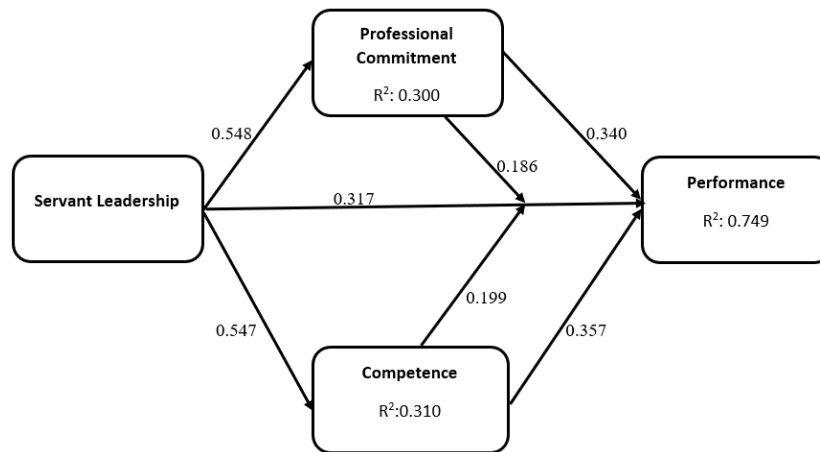 Professional
Commitment
R²: 0.300
0.548
0.340
0.186
Servant Leadership
0.317
Performance
R²: 0.749
0.199
0.547
0.357
Competence
R²:0.310